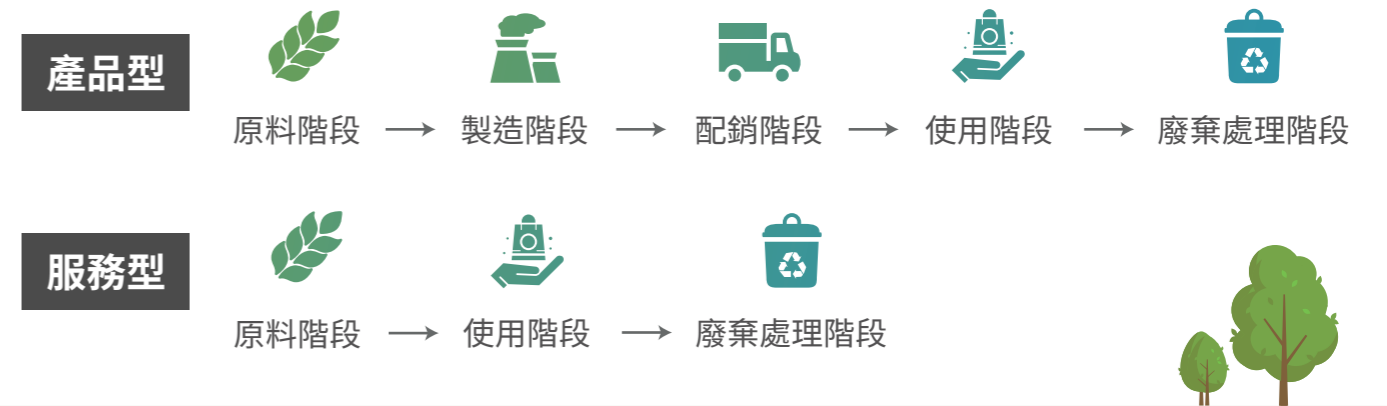 產品型
原料階段 → 製造階段 → 配銷階段 → 使用階段 → 廢棄處理階段
服務型
原料階段 → 使用階段 → 廢棄處理階段